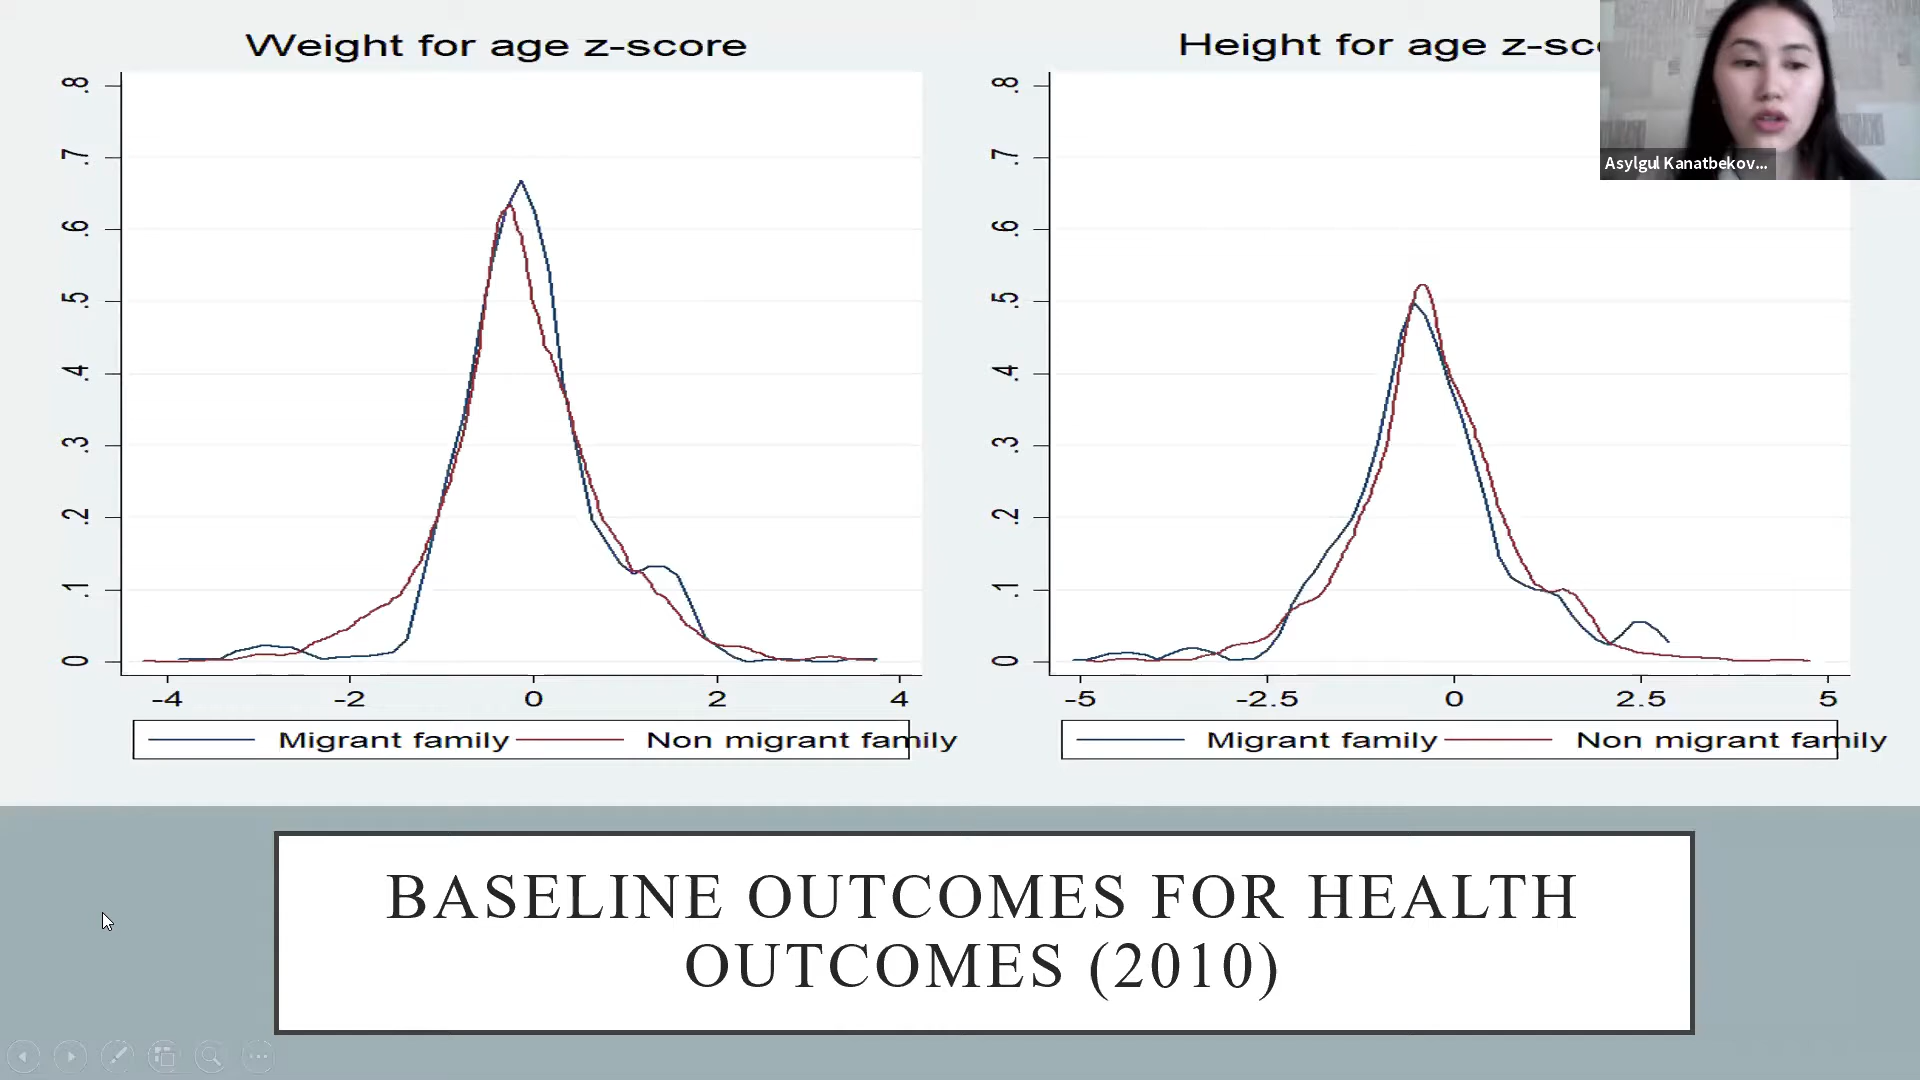 Weight for age z-score
.8
.7
.6
.5
.4
.3
.2
.1
0
-4 -2 0 2 4
Migrant family Non migrant family
Height for age z-sc
.8
.7
.6
.5
.4
.3
.2
.1
0
-5 -2.5 0 2.5 5
Migrant family Non migrant family
Asylgul Kanatbekov...
BASELINE OUTCOMES FOR HEALTH
OUTCOMES (2010)